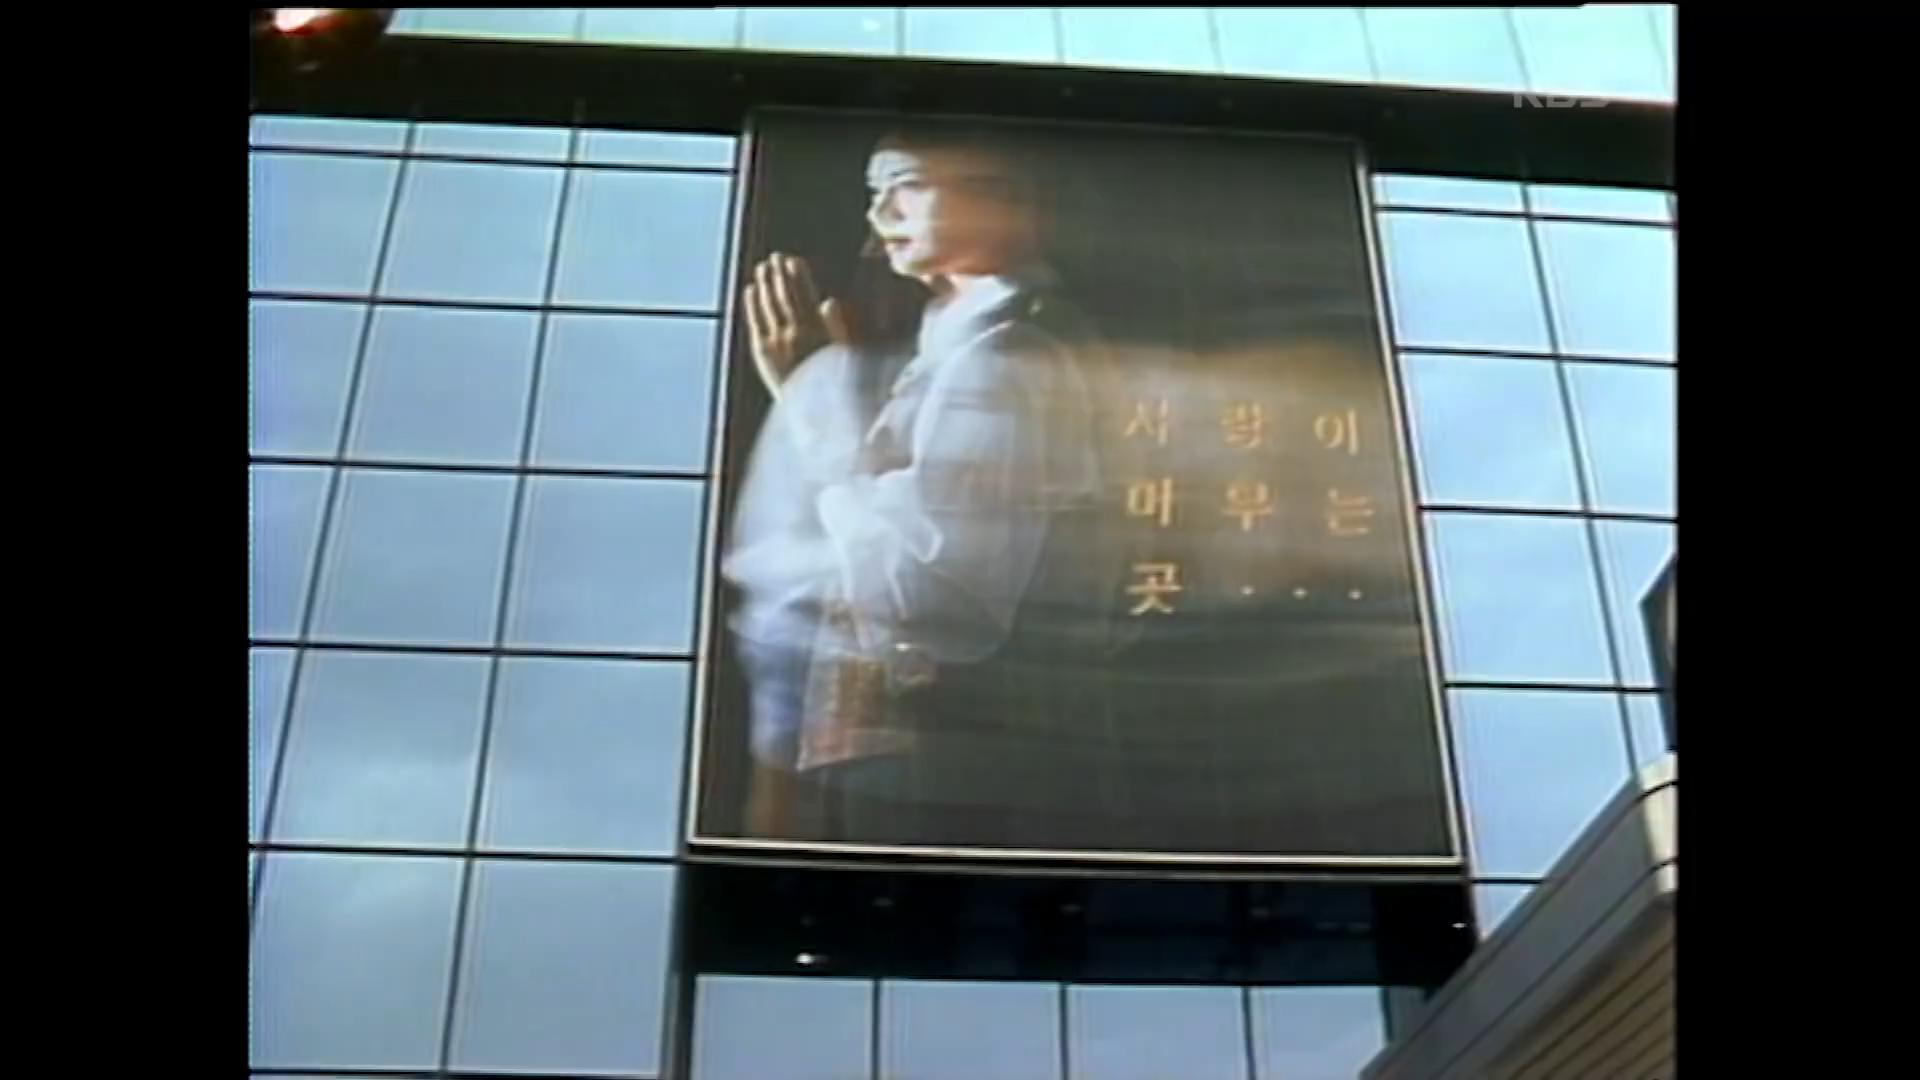 KBS
사랑이
머무는
곳 . . .